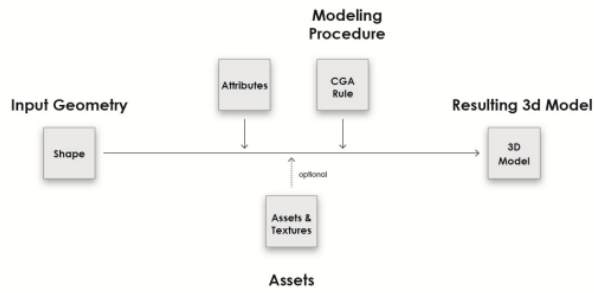 Modeling
Procedure
Attributes
CGA
Rule
Input Geometry
Resulting 3d Model
Shape
3D
Model
optional
Assets &
Textures
Assets